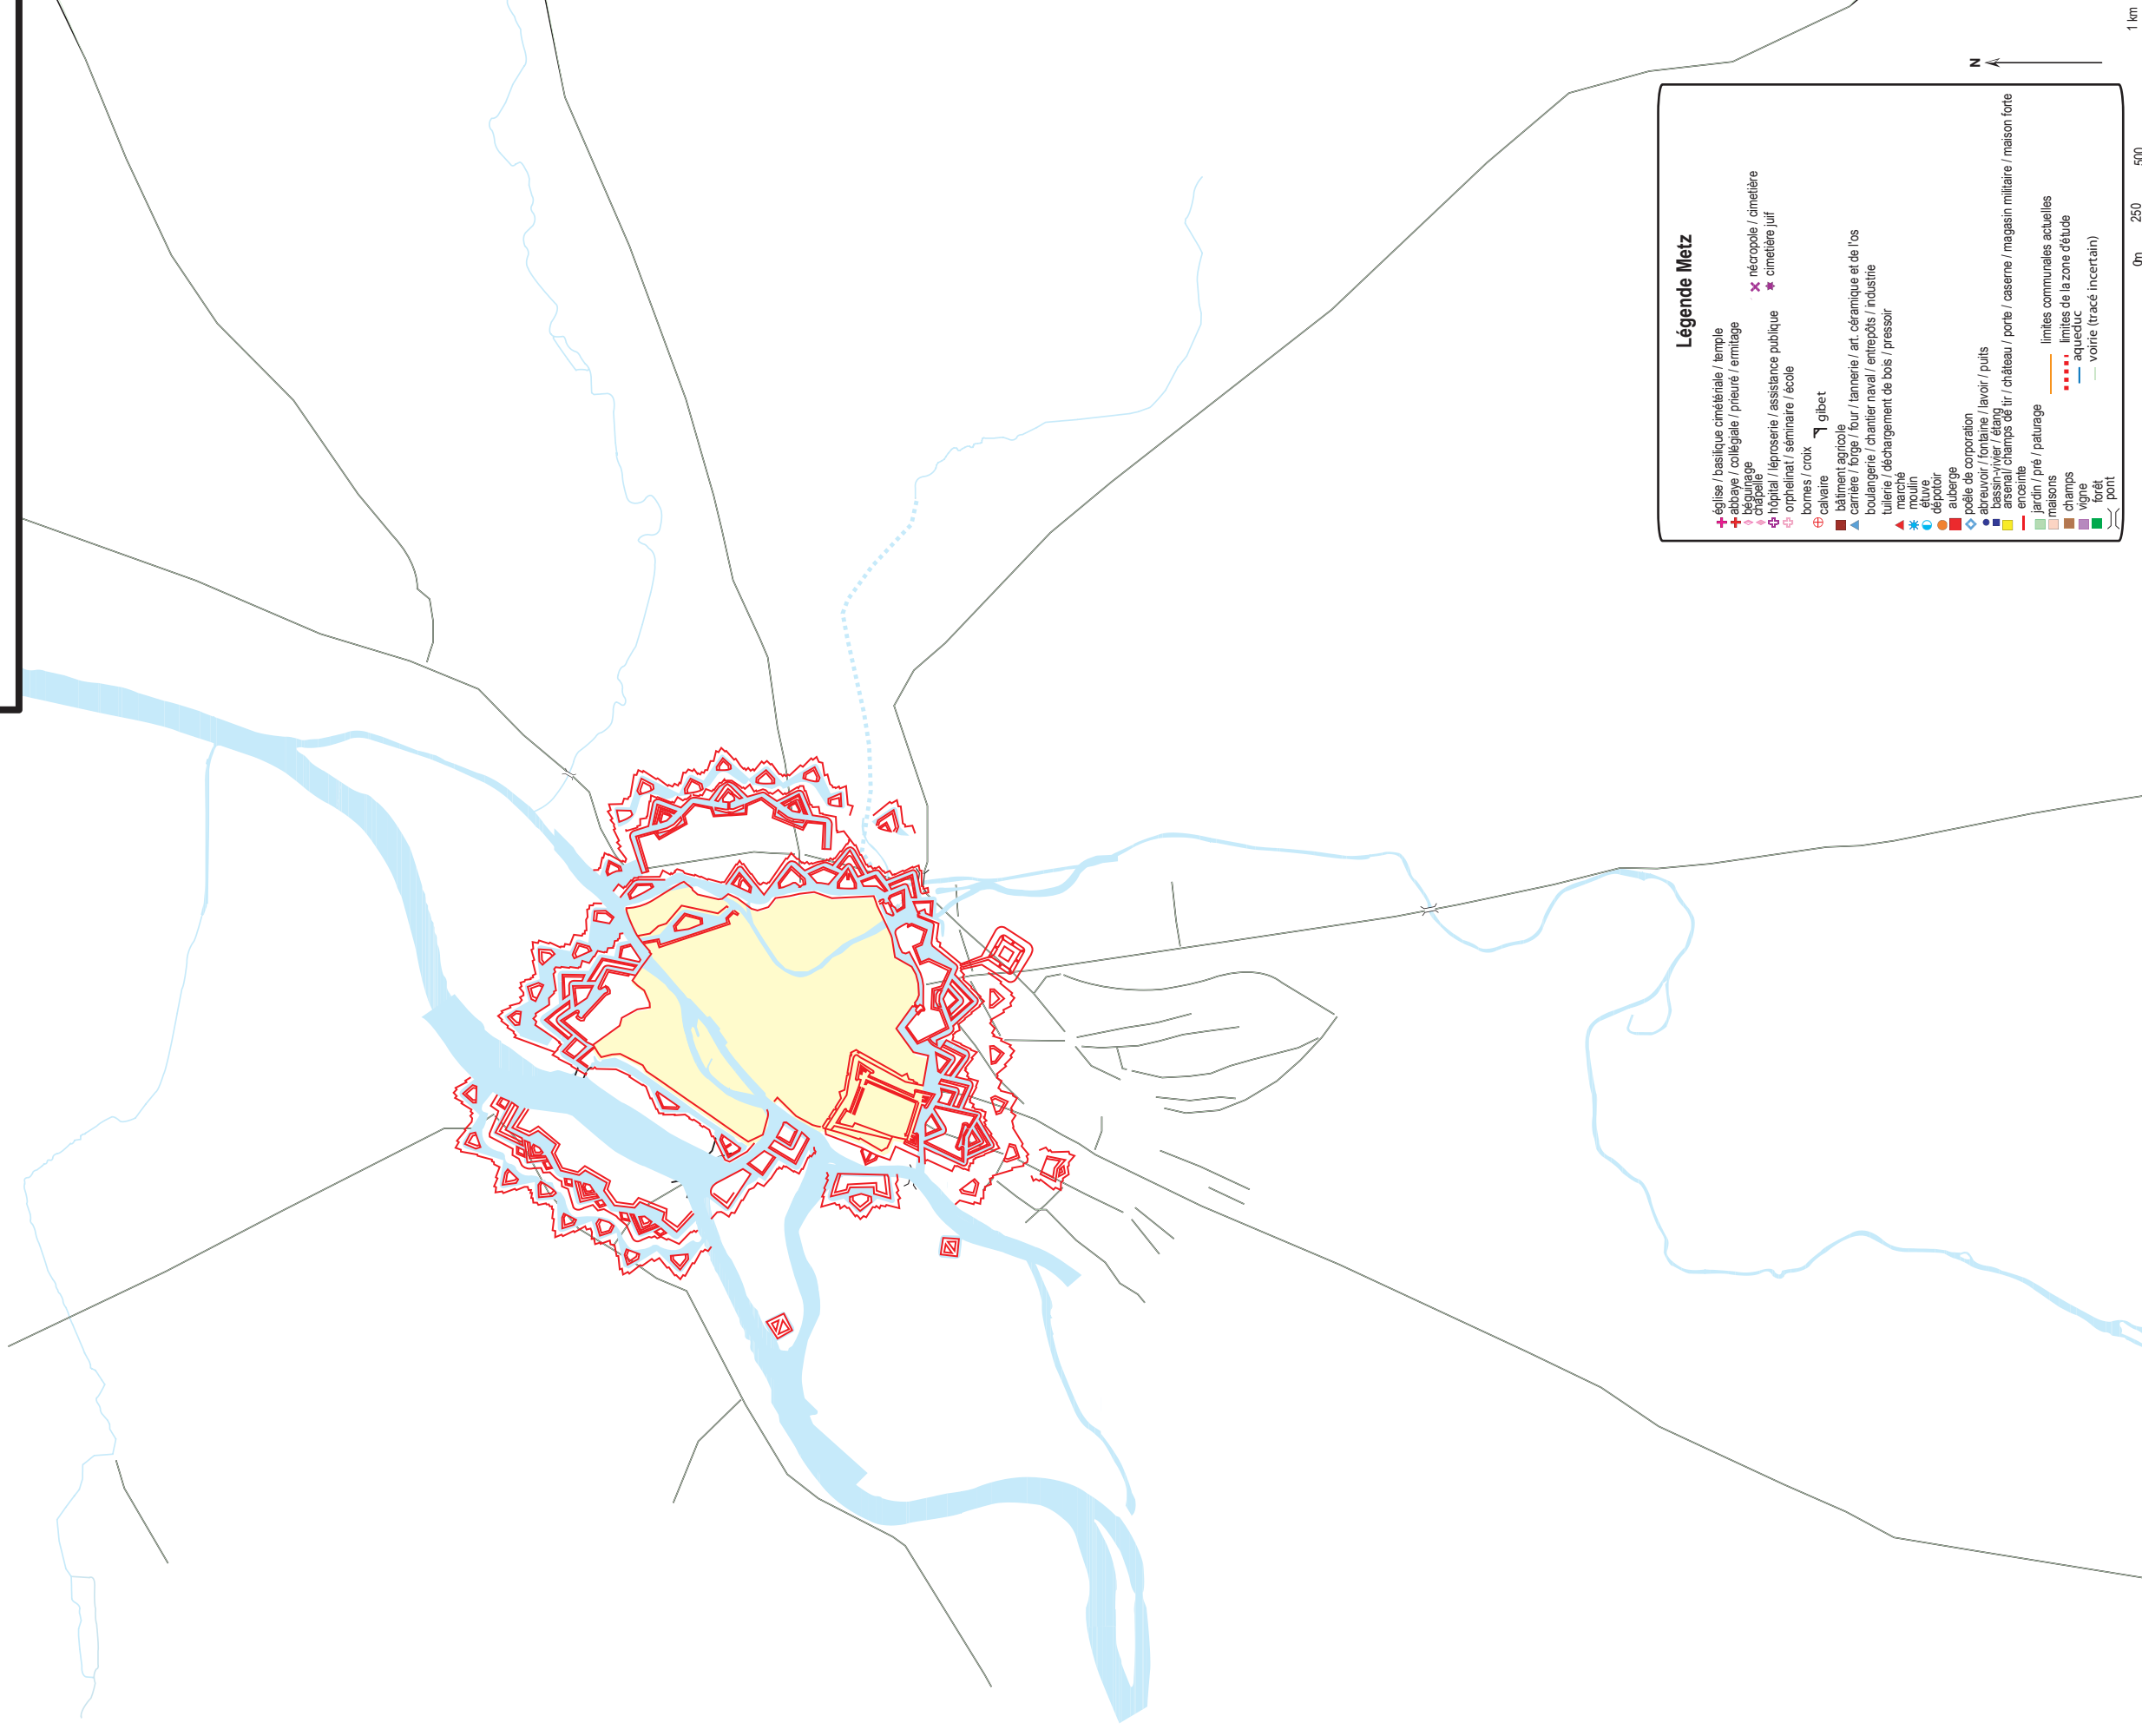 Légende Metz
église / basilique cimétériale / temple
abbaye / collégiale / prieuré / ermitage
béguinage
chapelle
hôpital / léproserie / assistance publique
orphelinat / séminaire / école
nécropole / cimetière
cimetière juif
bornes / croix
calvaire
gibet
bâtiment agricole
carrière / forge / four / tannerie / art. céramique et de l'os
boulangerie / chantier naval / entrepôts / industrie
tuilerie / déchargement de bois / pressoir
marché
moulin
étuve
dépotoir
auberge
poêle de corporation
abreuvoir / fontaine / lavoir / puits
bassin-vivier / étang
arsenal/ champs de tir / château / porte / caserne / magasin militaire / maison forte
enceinte
jardin / pré / paturage
maisons
champs
vigne
forêt
pont
limites communales actuelles
limites de la zone d'étude
aqueduc
voirie (tracé incertain)
N
0m 250 500 1 km